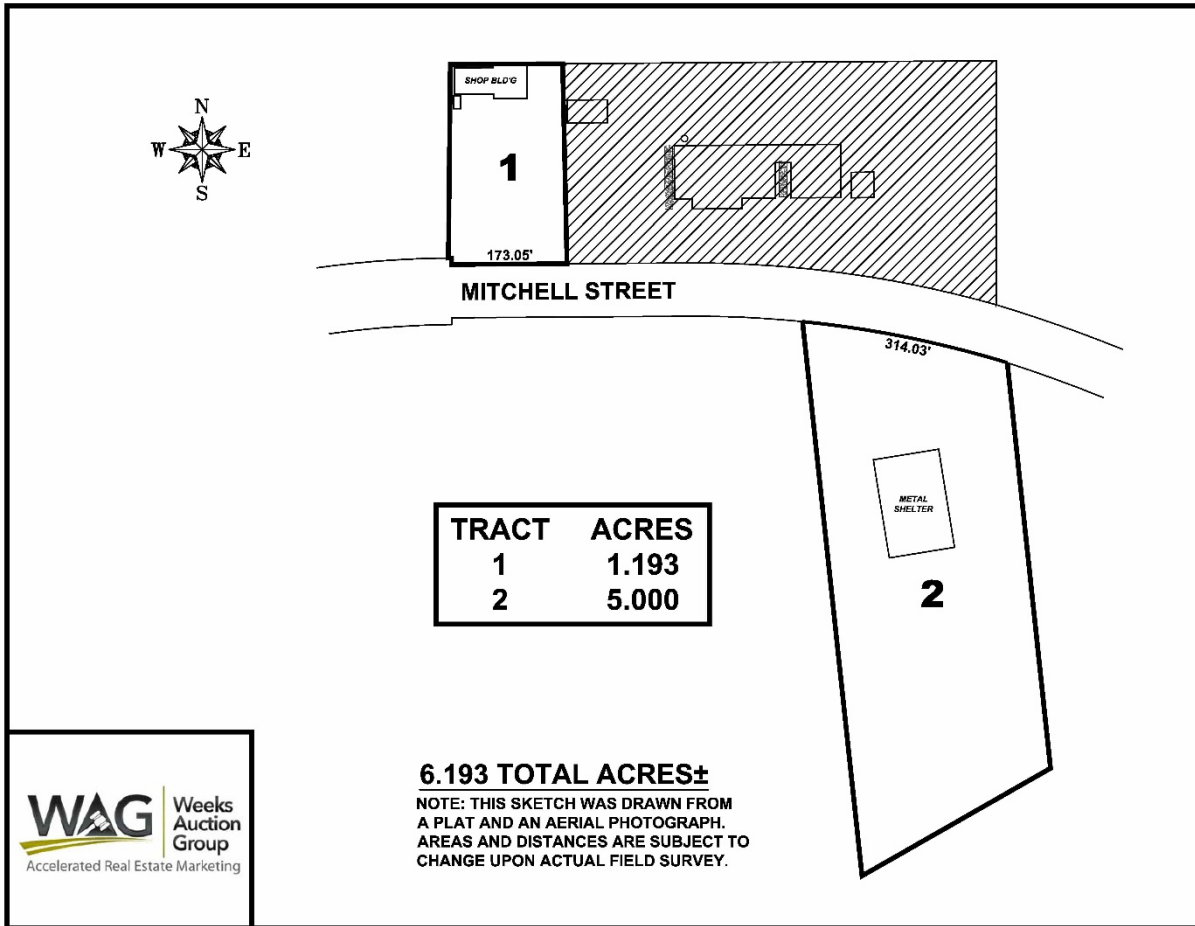 N
W E
S
SHOP BLD'G
1
173.05'
MITCHELL STREET
314.03'
METAL
SHELTER
2
TRACT ACRES
1 1.193
2 5.000
6.193 TOTAL ACRES±
NOTE: THIS SKETCH WAS DRAWN FROM
A PLAT AND AN AERIAL PHOTOGRAPH.
AREAS AND DISTANCES ARE SUBJECT TO
CHANGE UPON ACTUAL FIELD SURVEY.
WAG
Weeks
Auction
Group
Accelerated Real Estate Marketing